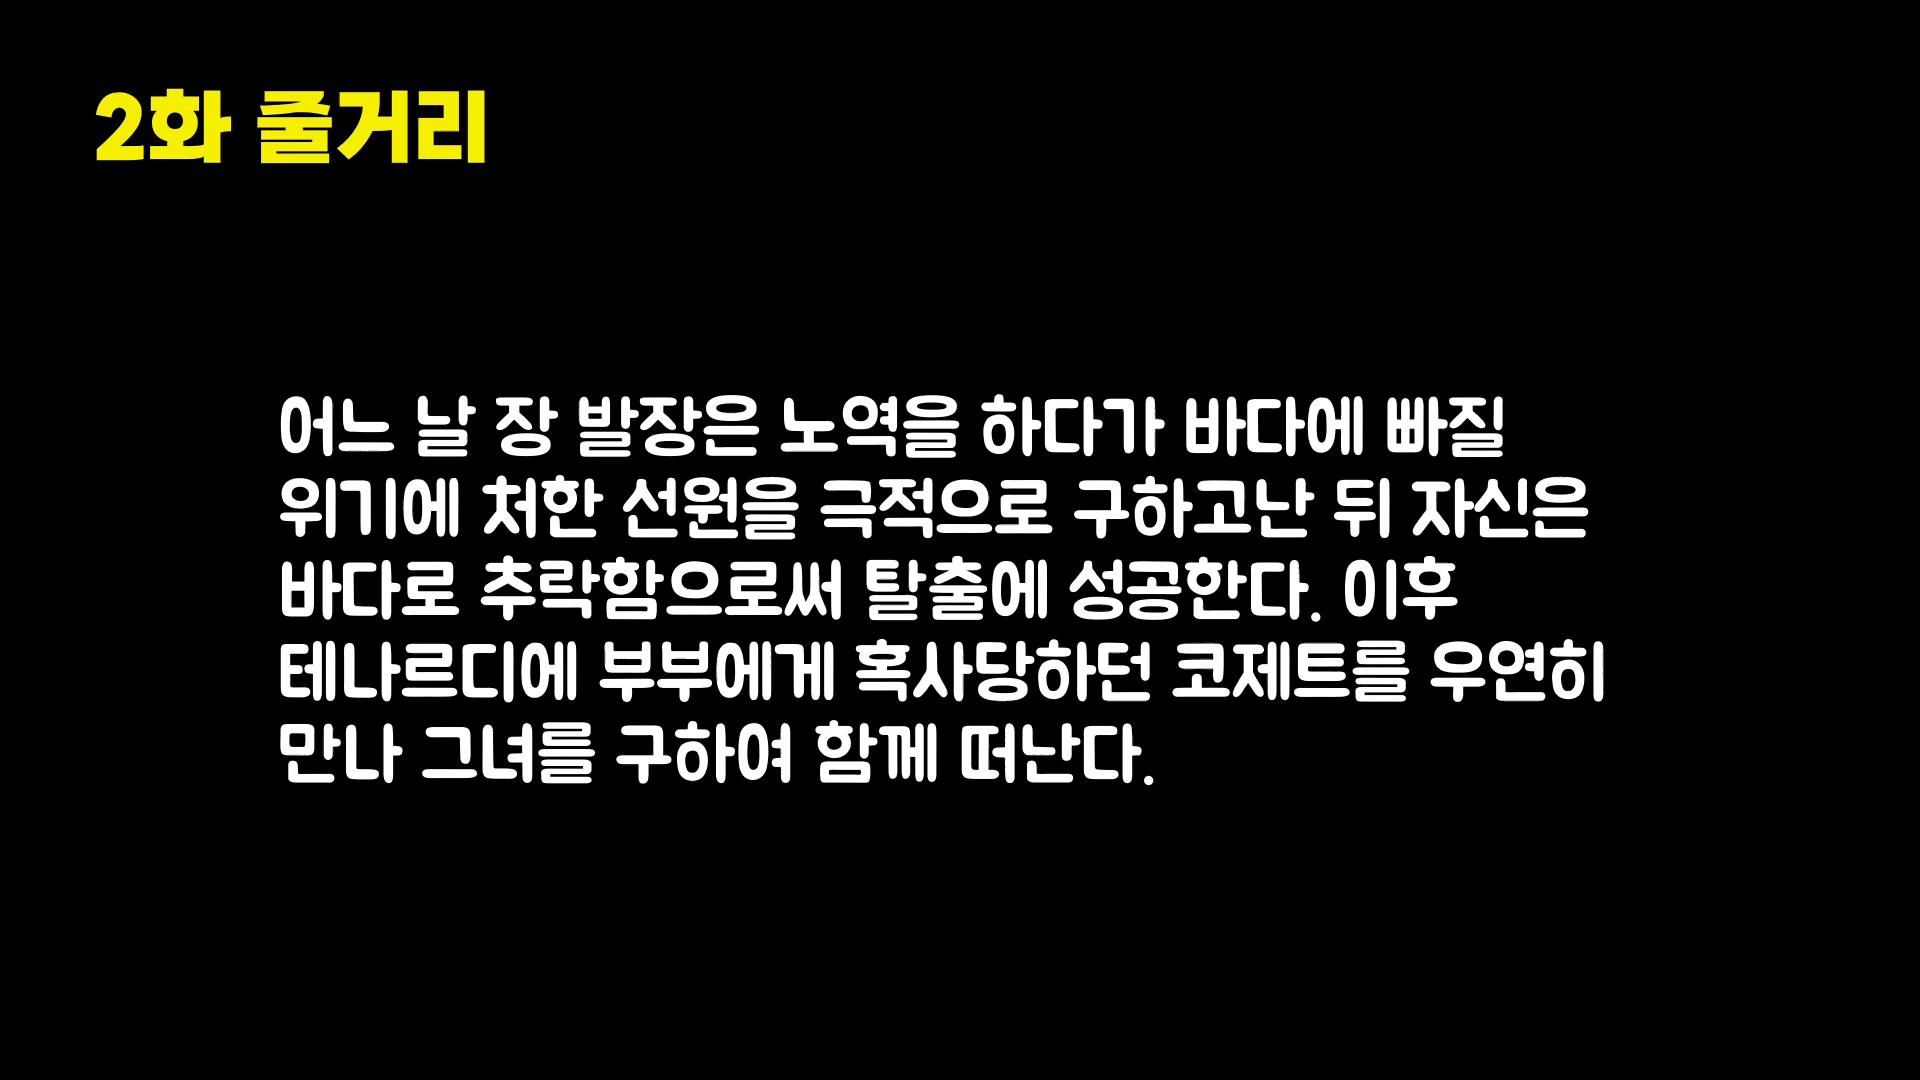 2화 줄거리
어느 날 장 발장은 노역을 하다가 바다에 빠질
위기에 처한 선원을 극적으로 구하고난 뒤 자신은
바다로 추락함으로써 탈출에 성공한다. 이후
테나르디에 부부에게 혹사당하던 코제트를 우연히
만나 그녀를 구하여 함께 떠난다.